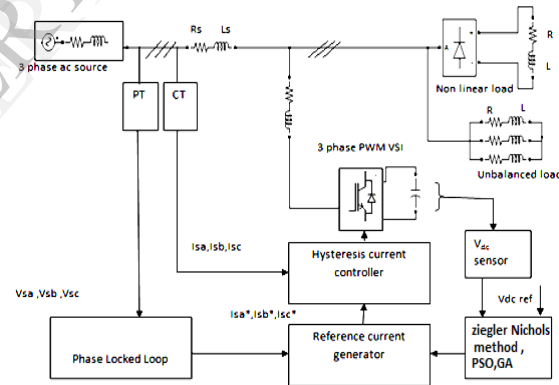 Rs Ls
3 phase ac source
PT
CT
A
R
L
Non linear load
R L
Unbalanced load
3 phase PWM VSI
Isa,Isb,Isc
Hysteresis current
controller
Vdc
sensor
Vsa ,Vsb ,Vsc
Isa*,Isb*,Isc*
Vdc ref
Phase Locked Loop
Reference current
generator
ziegler Nichols
method ,
PSO,GA